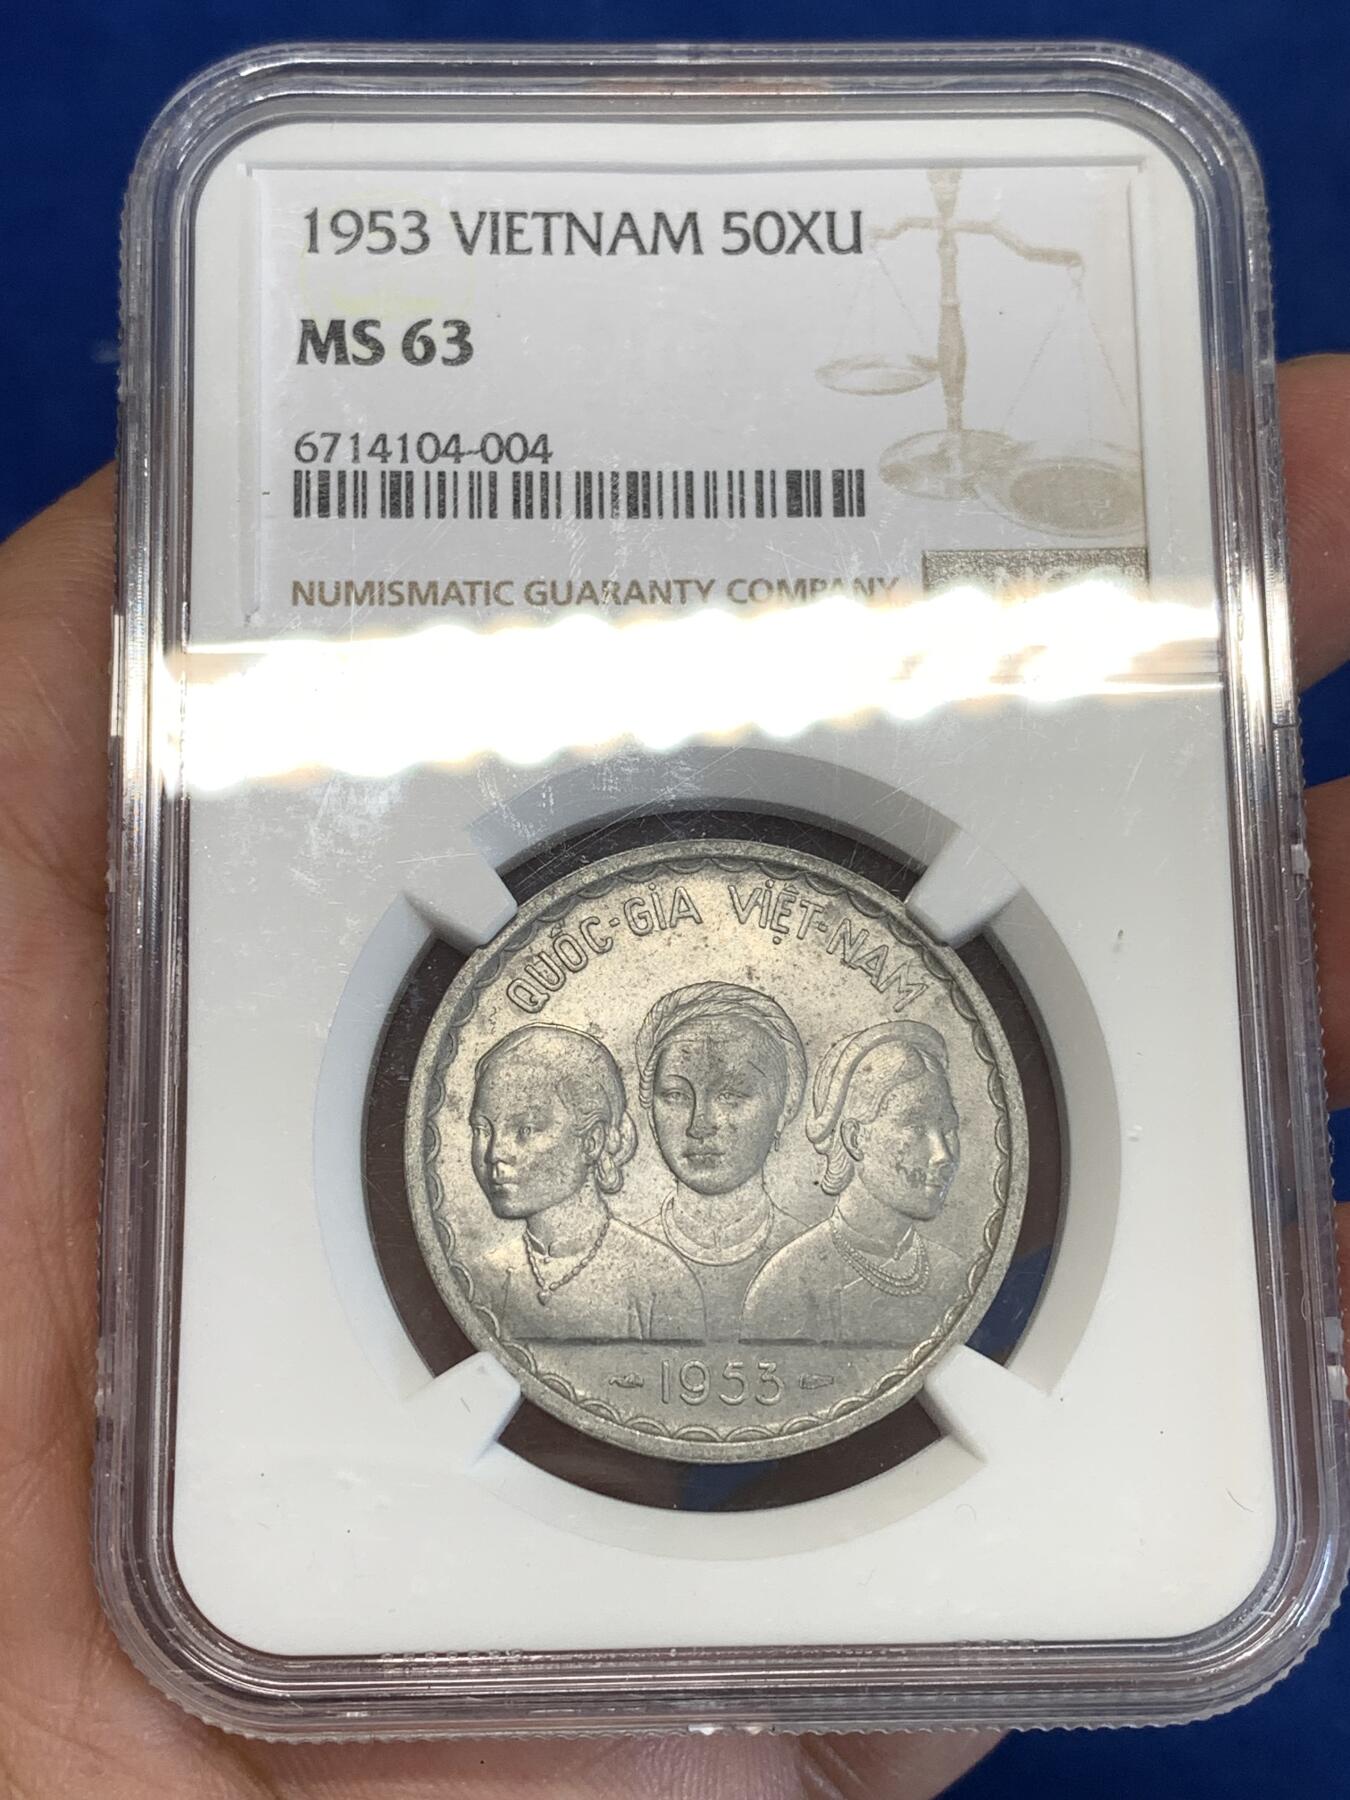 1953 VIETNAM 50XU
MS 63
6714104-004
NUMISMATIC GUARANTY COMPANY
QUỐC-GIA VIỆT-NAM
1953